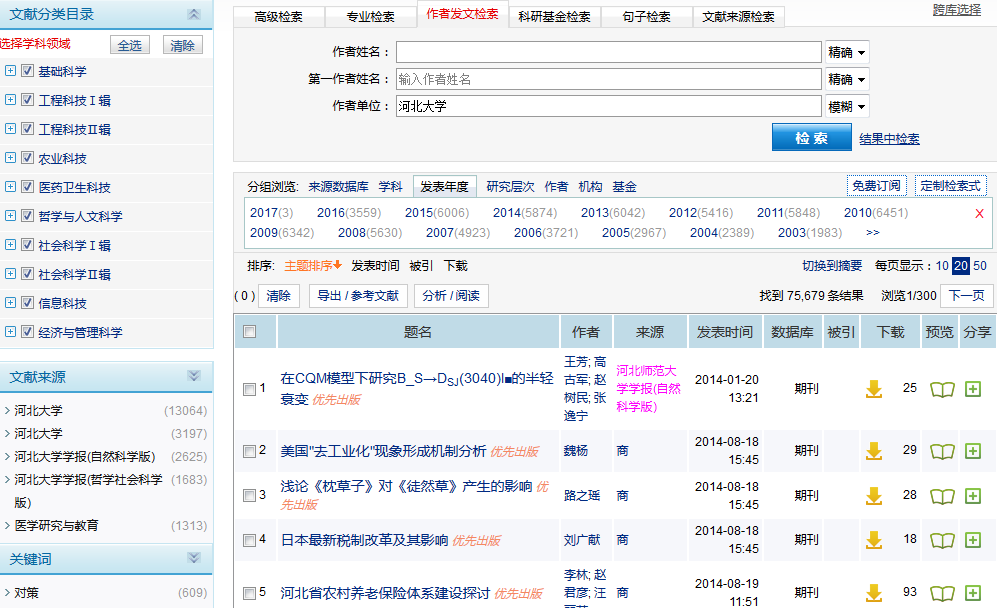 文献分类目录
选择学科领域 全选 清除
基础科学
工程科技Ⅰ辑
工程科技Ⅱ辑
农业科技
医药卫生科技
哲学与人文科学
社会科学Ⅰ辑
社会科学Ⅱ辑
信息科技
经济与管理科学
文献来源
河北大学 (13064)
河北大学 (3197)
河北大学学报(自然科学版) (2625)
河北大学学报(哲学社会科学 (1683)
版)
医学研究与教育 (1313)
关键词
对策 (609)
跨库选择
高级检索 专业检索 作者发文检索 科研基金检索 句子检索 文献来源检索
作者姓名： 精确
第一作者姓名： 输入作者姓名 精确
作者单位： 河北大学 模糊
检索 结果中检索
分组浏览: 来源数据库 学科 发表年度 研究层次 作者 机构 基金 免费订阅 定制检索式
2017(3) 2016(3559) 2015(6006) 2014(5874) 2013(6042) 2012(5416) 2011(5848) 2010(6451) X
2009(6342) 2008(5630) 2007(4923) 2006(3721) 2005(2967) 2004(2389) 2003(1983) >>
排序: 主题排序 发表时间 被引 下载 切换到摘要 每页显示：10 20 50
( 0 ) 清除 导出 / 参考文献 分析 / 阅读 找到 75,679 条结果 浏览1/300 下一页
题名 作者 来源 发表时间 数据库 被引 下载 预览 分享
1 在CQM模型下研究B_S→D_SJ(3040)l■的半轻
衰变 优先出版
王芳; 高
古军; 赵
树民; 张
逸宁
河北师范大
学学报(自然
科学版)
2014-01-20
13:21
期刊 25
2 美国"去工业化"现象形成机制分析 优先出版 魏杨 商
2014-08-18
15:45
期刊 29
3 浅论《枕草子》对《徒然草》产生的影响 优
先出版
路之瑶 商
2014-08-18
15:45
期刊 28
4 日本最新税制改革及其影响 优先出版 刘广献 商
2014-08-18
15:45
期刊 18
5 河北省农村养老保险体系建设探讨 优先出版
李林; 赵
君彦; 汪
2014-08-19
11:51
期刊 93